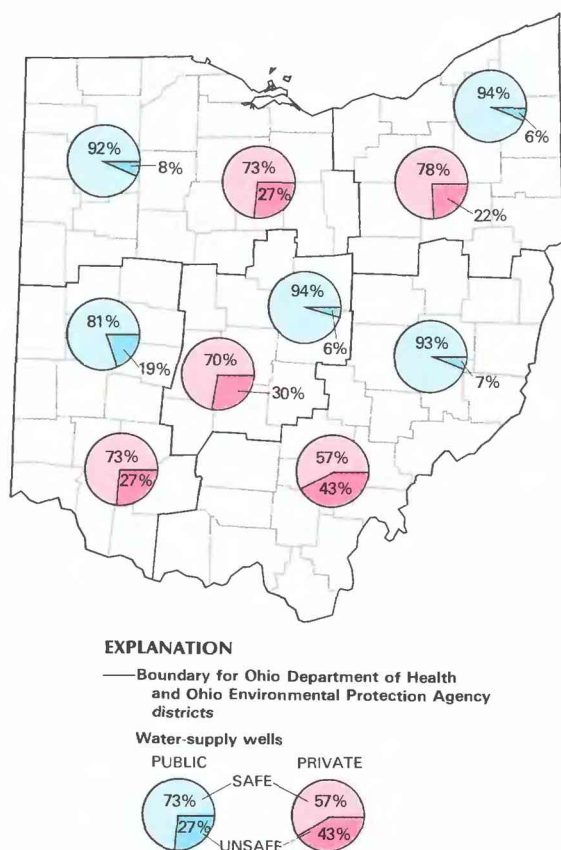 94%
6%
92%
8%
73%
27%
78%
22%
94%
6%
81%
19%
93%
7%
70%
30%
73%
27%
57%
43%
EXPLANATION
Boundary for Ohio Department of Health
and Ohio Environmental Protection Agency
districts
Water-supply wells
PUBLIC PRIVATE
SAFE
73% 57%
27% 43%
UNSAFE